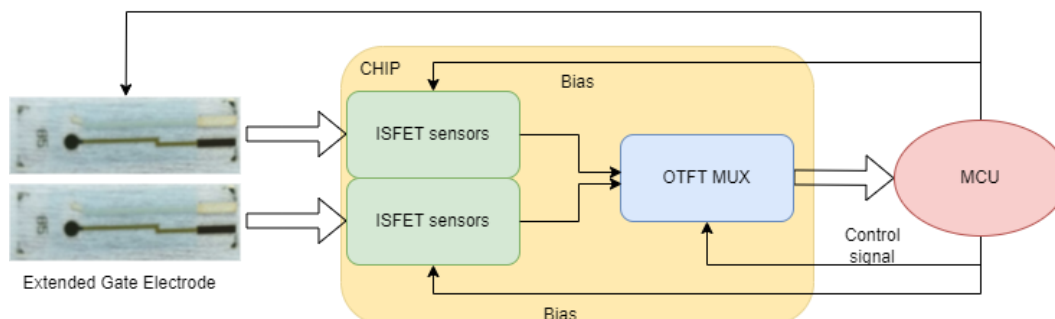 CHIP
Bias
ISFET sensors
OTFT MUX
MCU
ISFET sensors
Control
signal
Extended Gate Electrode
Bias